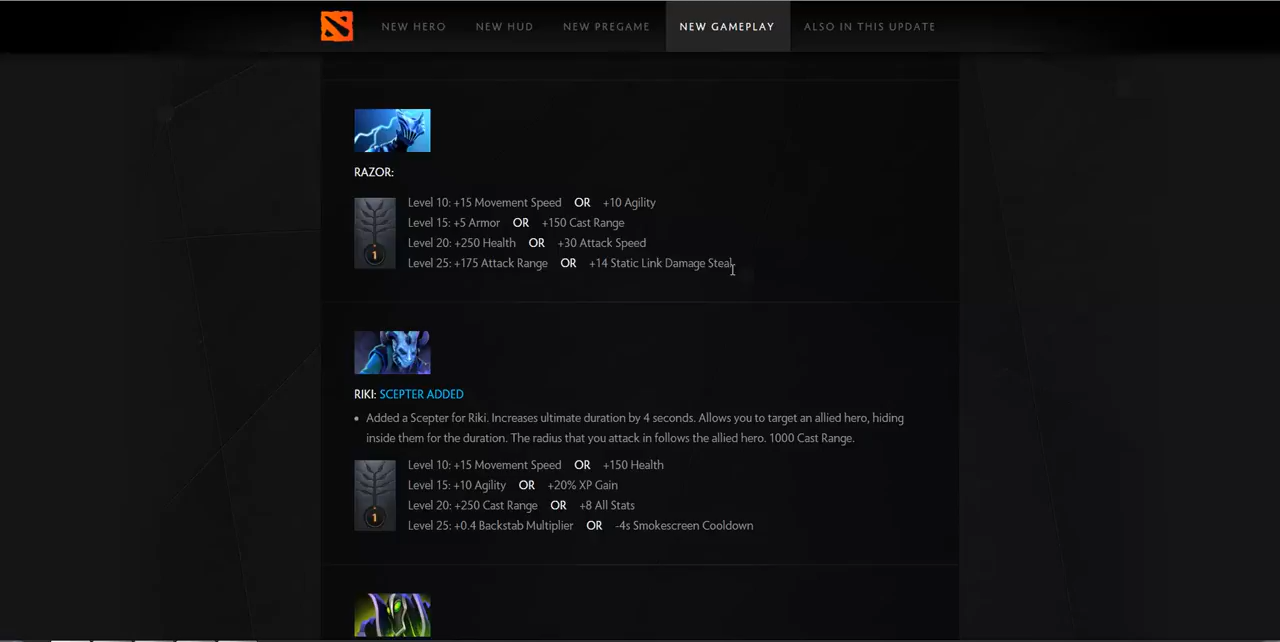 NEW HERO NEW HUD NEW PREGAME NEW GAMEPLAY ALSO IN THIS UPDATE
RAZOR:
Level 10: +15 Movement Speed OR +10 Agility
Level 15: +5 Armor OR +150 Cast Range
Level 20: +250 Health OR +30 Attack Speed
1
Level 25: +175 Attack Range OR +14 Static Link Damage Steal
RIKI: SCEPTER ADDED
• Added a Scepter for Riki. Increases ultimate duration by 4 seconds. Allows you to target an allied hero, hiding
inside them for the duration. The radius that you attack in follows the allied hero. 1000 Cast Range.
Level 10: +15 Movement Speed OR +150 Health
Level 15: +10 Agility OR +20% XP Gain
Level 20: +250 Cast Range OR +8 All Stats
1
Level 25: +0.4 Backstab Multiplier OR -4s Smokescreen Cooldown